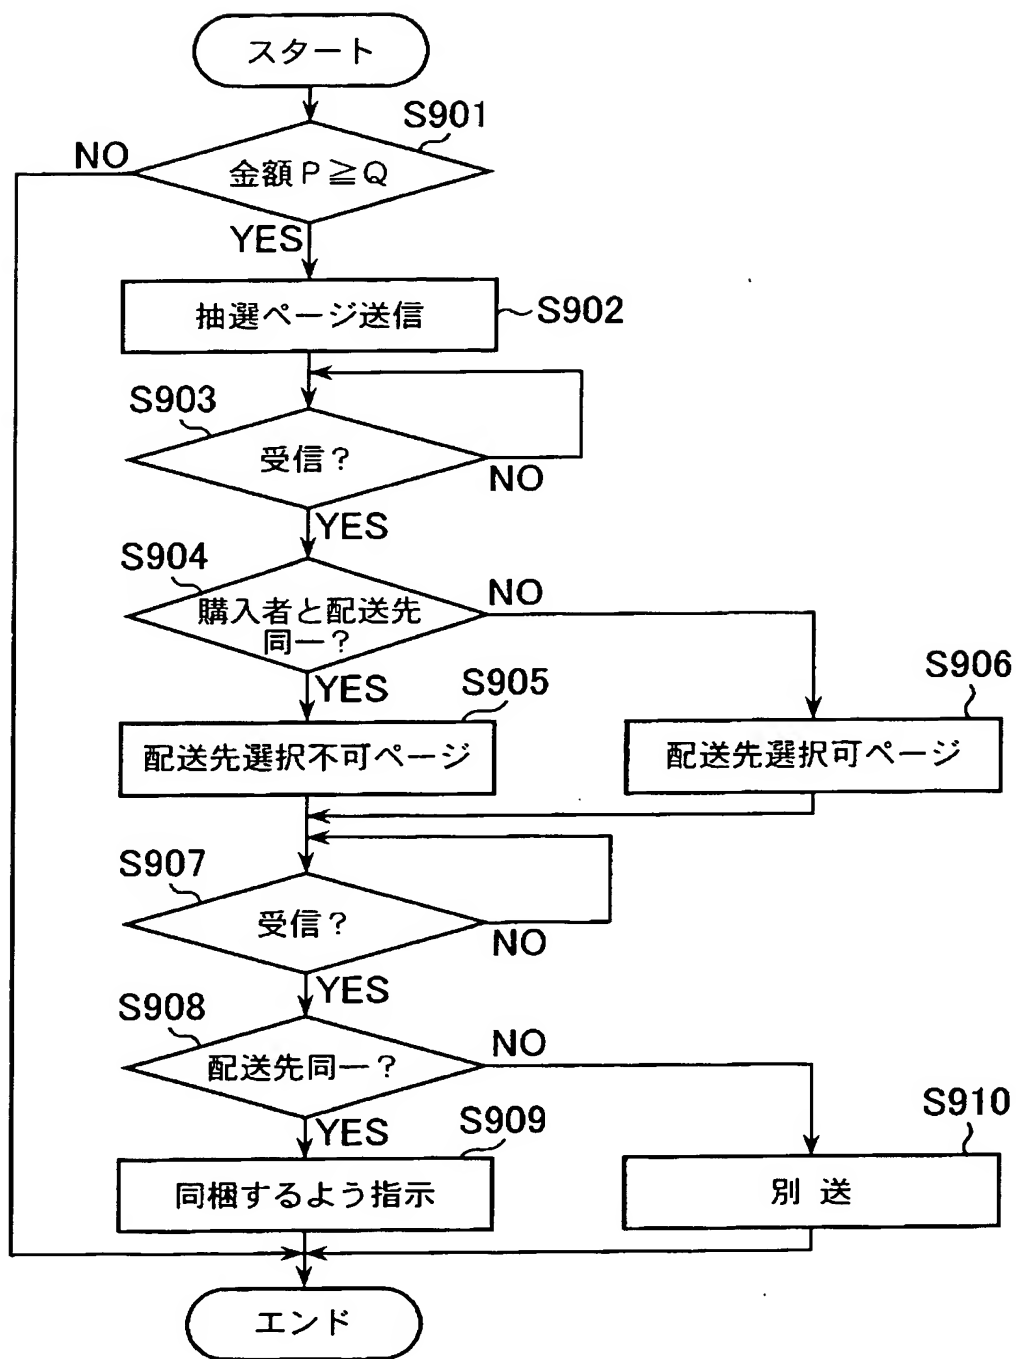 スタート
S901
NO
金額P≧Q
YES
抽選ページ送信
S902
S903
受信?
NO
YES
S904
NO
購入者と配送先
同一?
YES
S905
S906
配送先選択不可ページ
配送先選択可ページ
S907
受信?
NO
YES
S908
NO
配送先同一?
YES
S909
S910
同梱するよう指示
別 送
エンド